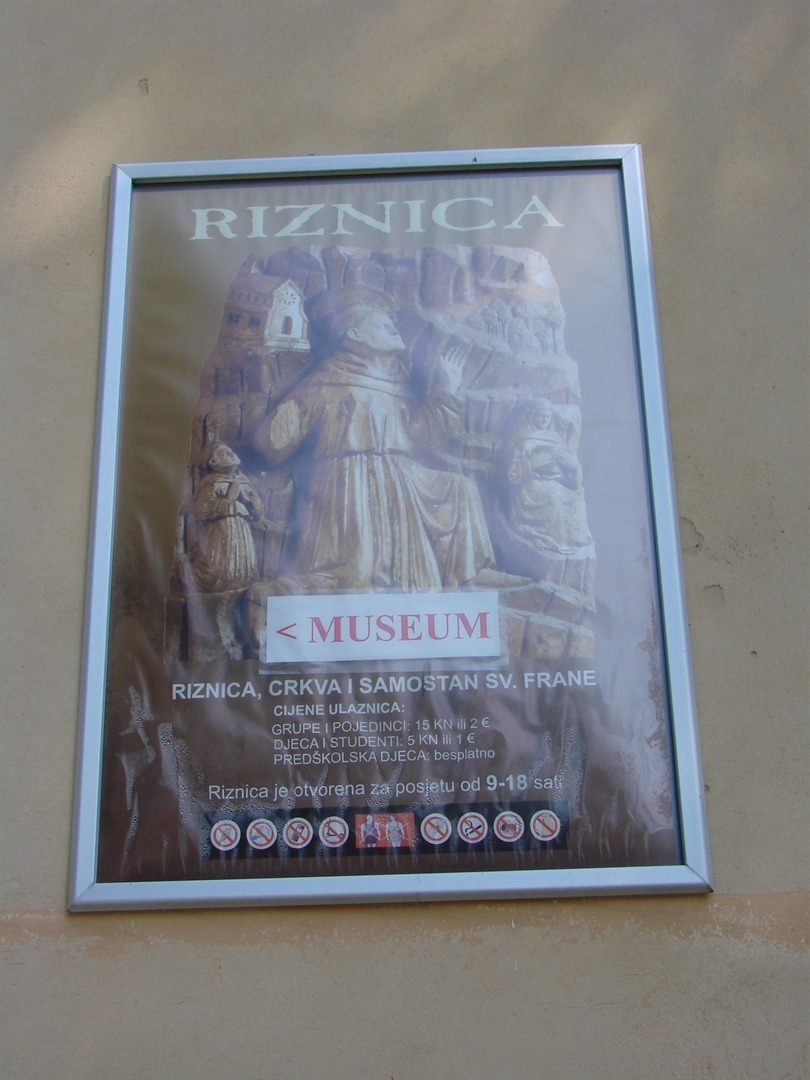 RIZNICA
< MUSEUM
RIZNICA, CRKVA I SAMOSTAN SV. FRANE
CIJENE ULAZNICA:
GRUPE I POJEDINCI: 15 KN ili 2 €
DJECA I STUDENTI: 5 KN ili 1 €
PREDŠKOLSKA DJECA: besplatno
Riznica je otvorena za posjetu od 9-18 sati